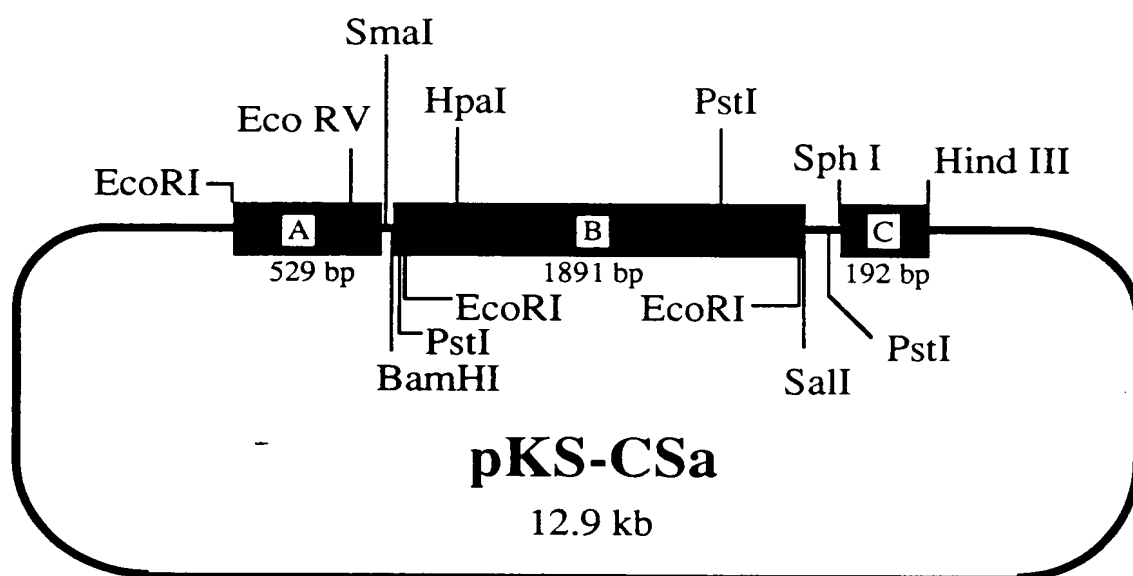 SmaI
HpaI
PstI
Eco RV
Sph I
Hind III
EcoRI
A
B
C
529 bp
1891 bp
192 bp
EcoRI
EcoRI
PstI
PstI
BamHI
SalI
pKS-CSa
12.9 kb